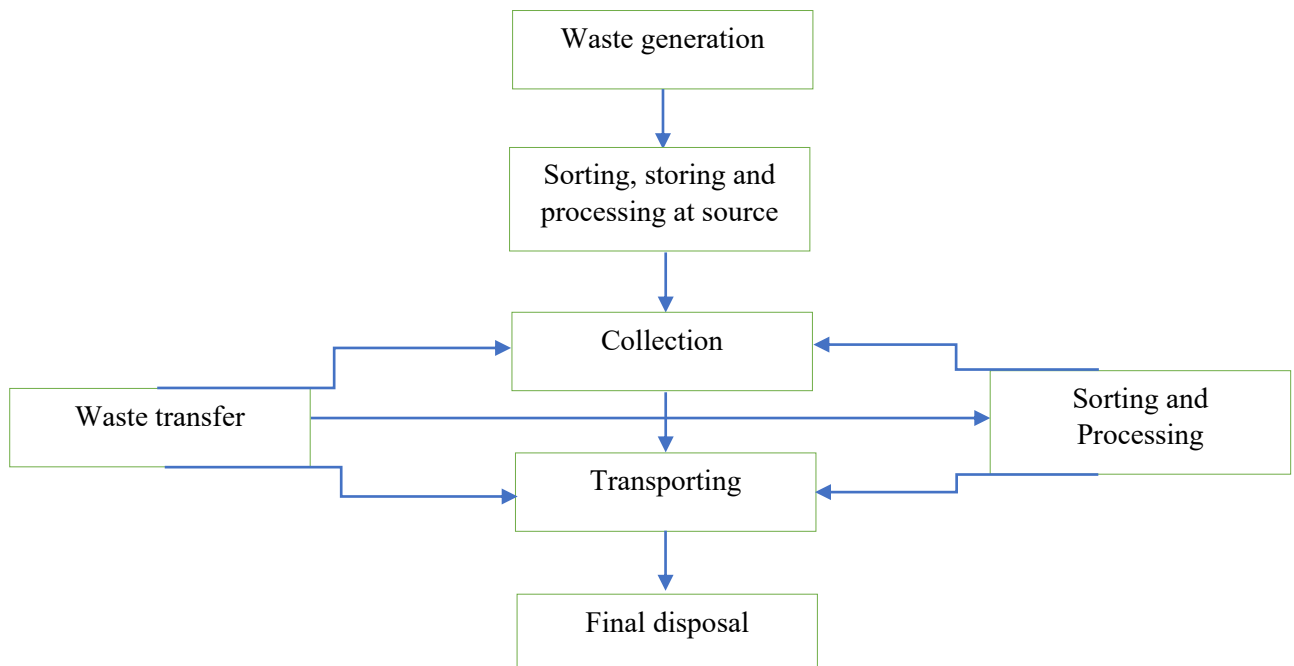 Waste generation
Sorting, storing and
processing at source
Collection
Waste transfer
Sorting and
Processing
Transporting
Final disposal